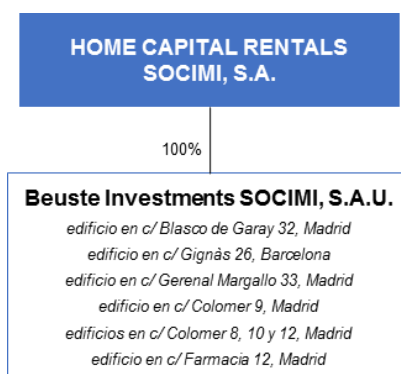 HOME CAPITAL RENTALS
SOCIMI, S.A.
100%
Beuste Investments SOCIMI, S.A.U.
edificio en c/ Blasco de Garay 32, Madrid
edificio en c/ Gignàs 26, Barcelona
edificio en c/ Gerenal Margallo 33, Madrid
edificio en c/ Colomer 9, Madrid
edificios en c/ Colomer 8, 10 y 12, Madrid
edificio en c/ Farmacia 12, Madrid